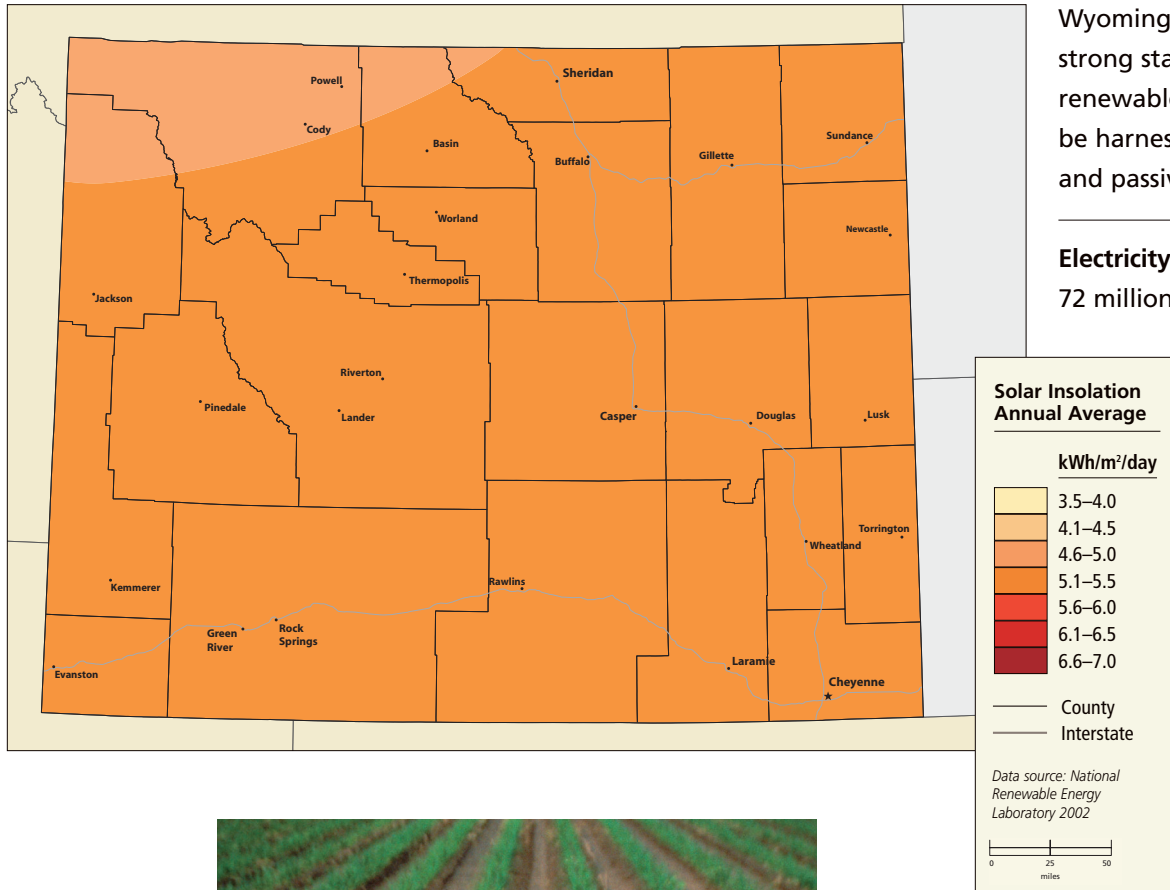 Wyoming
strong sta
renewable
be harnes
and passiv
Electricity
72 million
Sheridan
Powell
Cody
Basin
Buffalo
Gillette
Sundance
Worland
Newcastle
Thermopolis
Jackson
Riverton
Pinedale
Lander
Casper
Douglas
Lusk
Torrington
Wheatland
Kemmerer
Rawlins
Green
River
Rock
Springs
Evanston
Laramie
Cheyenne
Solar Insolation
Annual Average
kWh/m²/day
3.5–4.0
4.1–4.5
4.6–5.0
5.1–5.5
5.6–6.0
6.1–6.5
6.6–7.0
County
Interstate
Data source: National
Renewable Energy
Laboratory 2002
0 25 50
miles